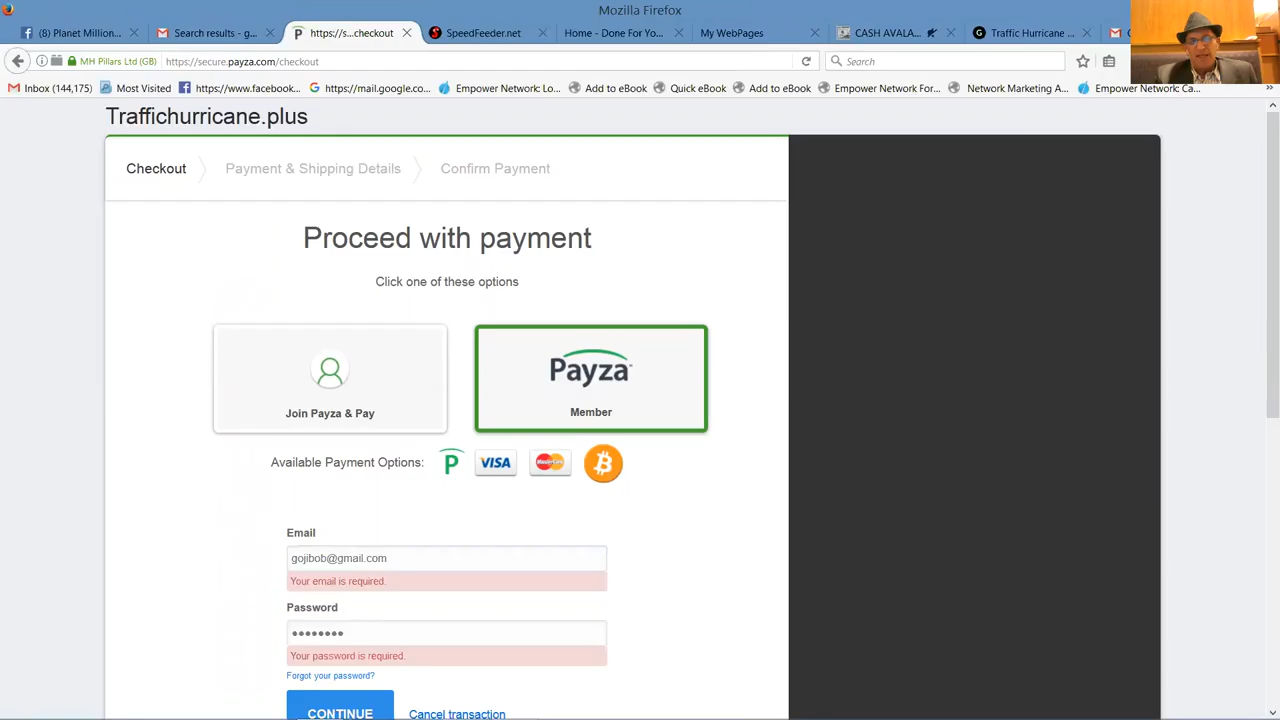 Mozilla Firefox
(8) Planet Million...
Search results - g...
https://s...checkout
SpeedFeeder.net
Home - Done For You...
My WebPages
CASH AVALA...
Traffic Hurricane ...
MH Pillars Ltd (GB)
https://secure.payza.com/checkout
Search
Inbox (144,175)
Most Visited
https://www.facebook...
https://mail.google.co...
Empower Network: Lo...
Add to eBook
Quick eBook
Add to eBook
Empower Network For...
Network Marketing A...
Empower Network: Ca...
Traffichurricane.plus
Checkout
Payment & Shipping Details
Confirm Payment
Proceed with payment
Click one of these options
Join Payza & Pay
Payza
Member
Available Payment Options:
P
VISA
MasterCard
Email
gojibob@gmail.com
Your email is required.
Password
Your password is required.
Forgot your password?
CONTINUE
Cancel transaction